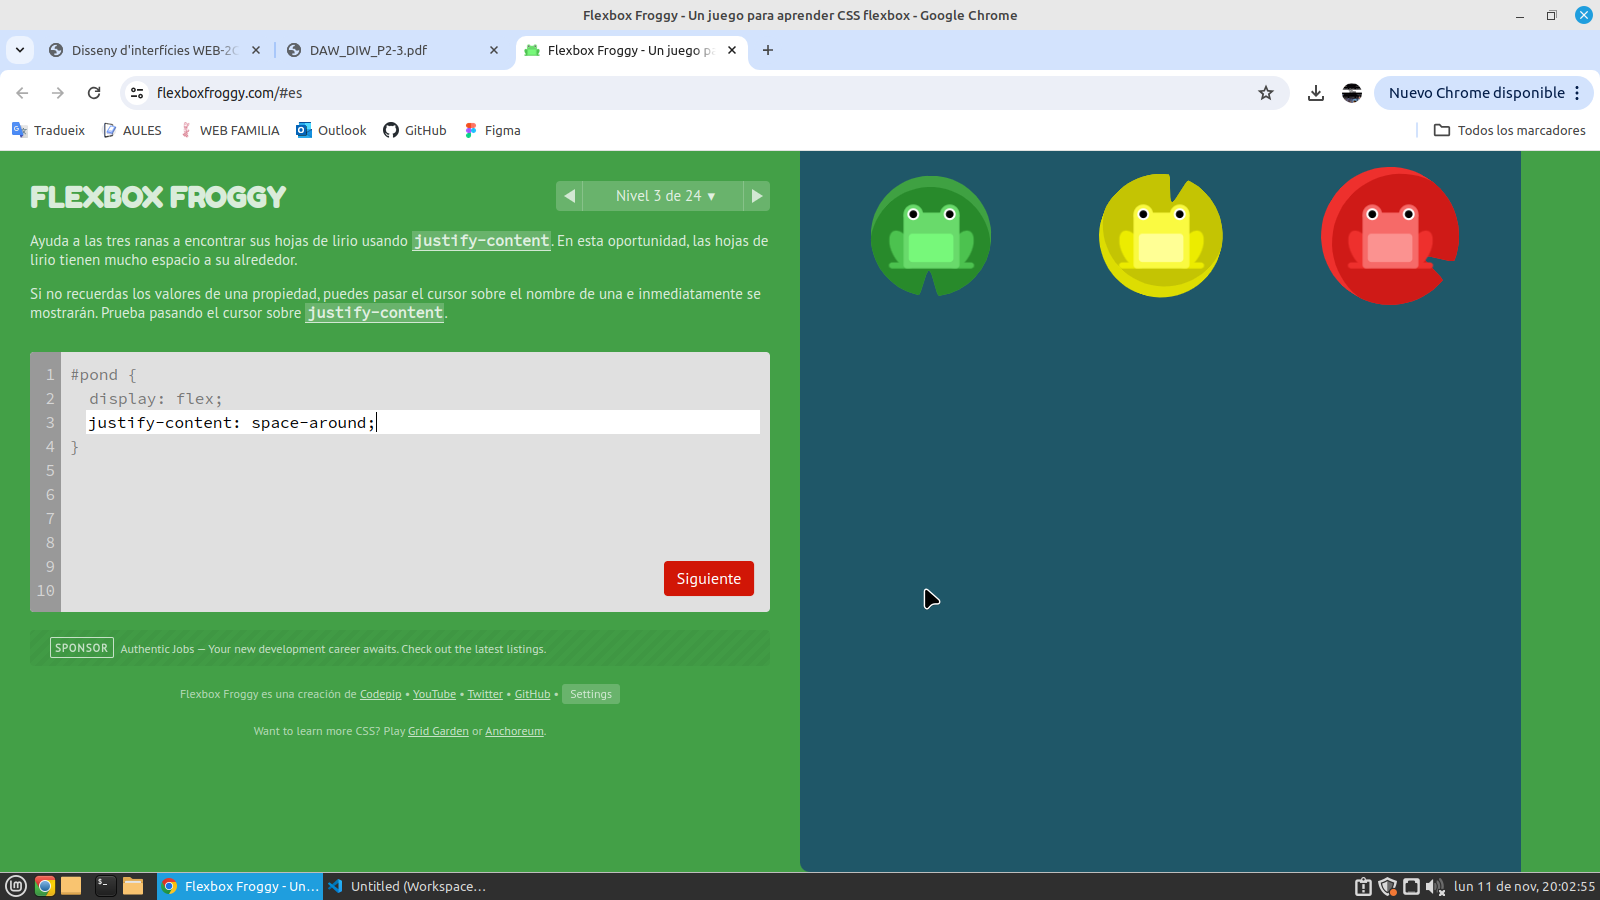 Flexbox Froggy - Un juego para aprender CSS flexbox - Google Chrome
Disseny d'interfícies WEB-2
DAW_DIW_P2-3.pdf
Flexbox Froggy - Un juego p
flexboxfroggy.com/#es
Nuevo Chrome disponible
Tradueix
AULES
WEB FAMILIA
Outlook
GitHub
Figma
Todos los marcadores
FLEXBOX FROGGY
Nivel 3 de 24 ▾
Ayuda a las tres ranas a encontrar sus hojas de lirio usando justify-content. En esta oportunidad, las hojas de
lirio tienen mucho espacio a su alrededor.
Si no recuerdas los valores de una propiedad, puedes pasar el cursor sobre el nombre de una e inmediatamente se
mostrarán. Prueba pasando el cursor sobre justify-content.
1 #pond {
2 display: flex;
3 justify-content: space-around;
4 }
5
6
7
8
9
10
Siguiente
SPONSOR Authentic Jobs — Your new development career awaits. Check out the latest listings.
Flexbox Froggy es una creación de Codepip • YouTube • Twitter • GitHub • Settings
Want to learn more CSS? Play Grid Garden or Anchoreum.
Flexbox Froggy - Un...
Untitled (Workspace...
lun 11 de nov, 20:02:55